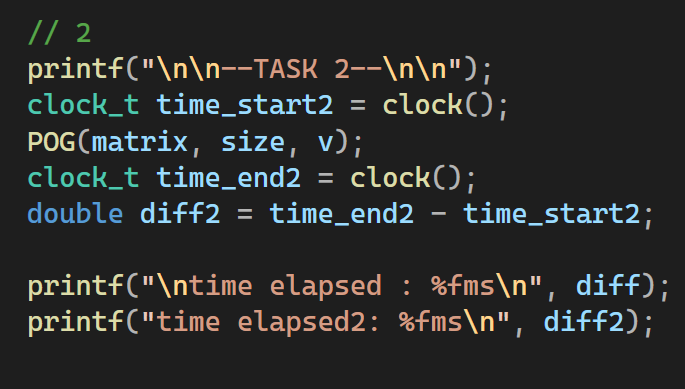 // 2
printf("\n\n--TASK 2--\n\n");
clock_t time_start2 = clock();
POG(matrix, size, v);
clock_t time_end2 = clock();
double diff2 = time_end2 - time_start2;
printf("\ntime elapsed : %fms\n", diff);
printf("time elapsed2: %fms\n", diff2);